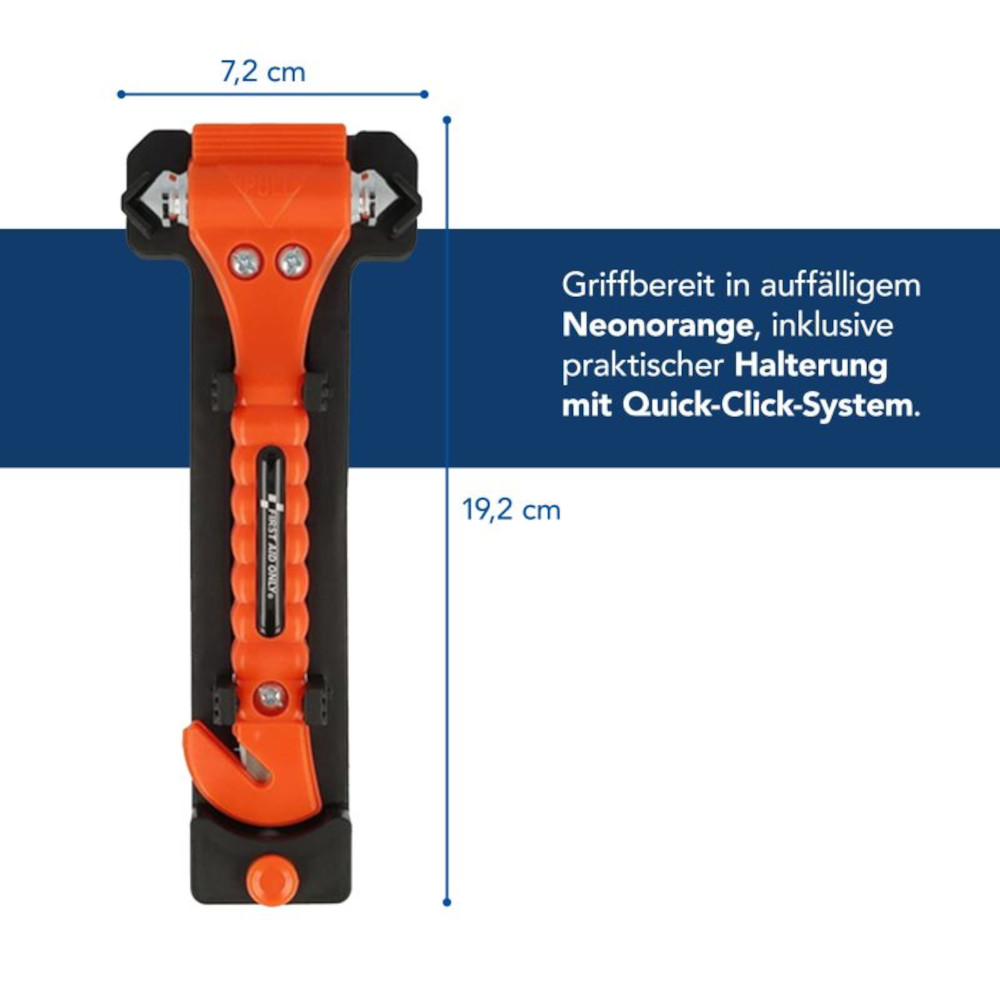 7,2 cm
PULL
Griffbereit in auffälligem
Neonorange, inklusive
praktischer Halterung
mit Quick-Click-System.
19,2 cm
FIRST AID ONLY®